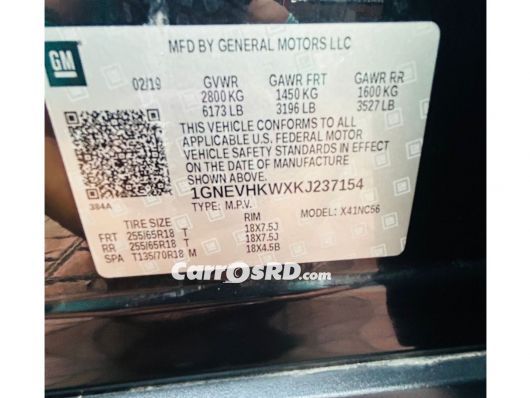 GM
MFD BY GENERAL MOTORS LLC
02/19 GVWR GAWR FRT GAWR RR
2800 KG 1450 KG 1600 KG
6173 LB 3196 LB 3527 LB
THIS VEHICLE CONFORMS TO ALL
APPLICABLE U.S. FEDERAL MOTOR
VEHICLE SAFETY STANDARDS IN EFFECT
ON THE DATE OF MANUFACTURE SHOWN
ABOVE.
1GNEVHKWXKJ237154
384A
TYPE: M.P.V. MODEL: X41NC56
TIRE SIZE RIM
FRT 255/65R18 T 18X7.5J
RR 255/65R18 T 18X7.5J
SPA T135/70R18 M 18X4.5B
CarrOsRD.com